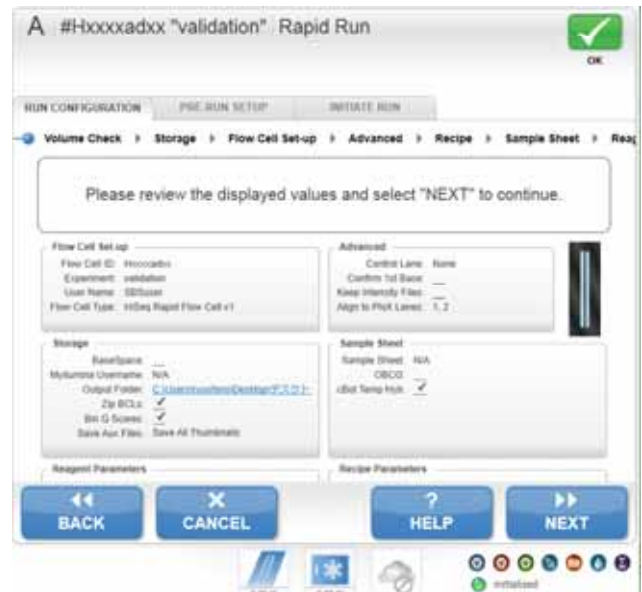 A #Hxxxxadxx "validation" Rapid Run
OK
RUN CONFIGURATION PRE-RUN SETUP INITIATE RUN
Volume Check Storage Flow Cell Set-up Advanced Recipe Sample Sheet Reag
Please review the displayed values and select "NEXT" to continue.
Flow Cell Set-up
Flow Cell ID: Hxxxxadxx
Experiment: validation
User Name: SBSuser
Flow Cell Type: HiSeq Rapid Flow Cell v1
Advanced
Control Lane: None
Confirm 1st Base:
Keep Intensity Files:
Align to PhiX Lanes: 1, 2
Storage
BaseSpace:
MyIllumina Username: N/A
Output Folder:
Zip BCLs: ✓
Bin Q-Scores: ✓
Save Aux Files: Save All Thumbnails
Sample Sheet
Sample Sheet: N/A
cBot Temp Hyb: ✓
Reagent Parameters
Recipe Parameters
BACK
CANCEL
? HELP
NEXT
initialized